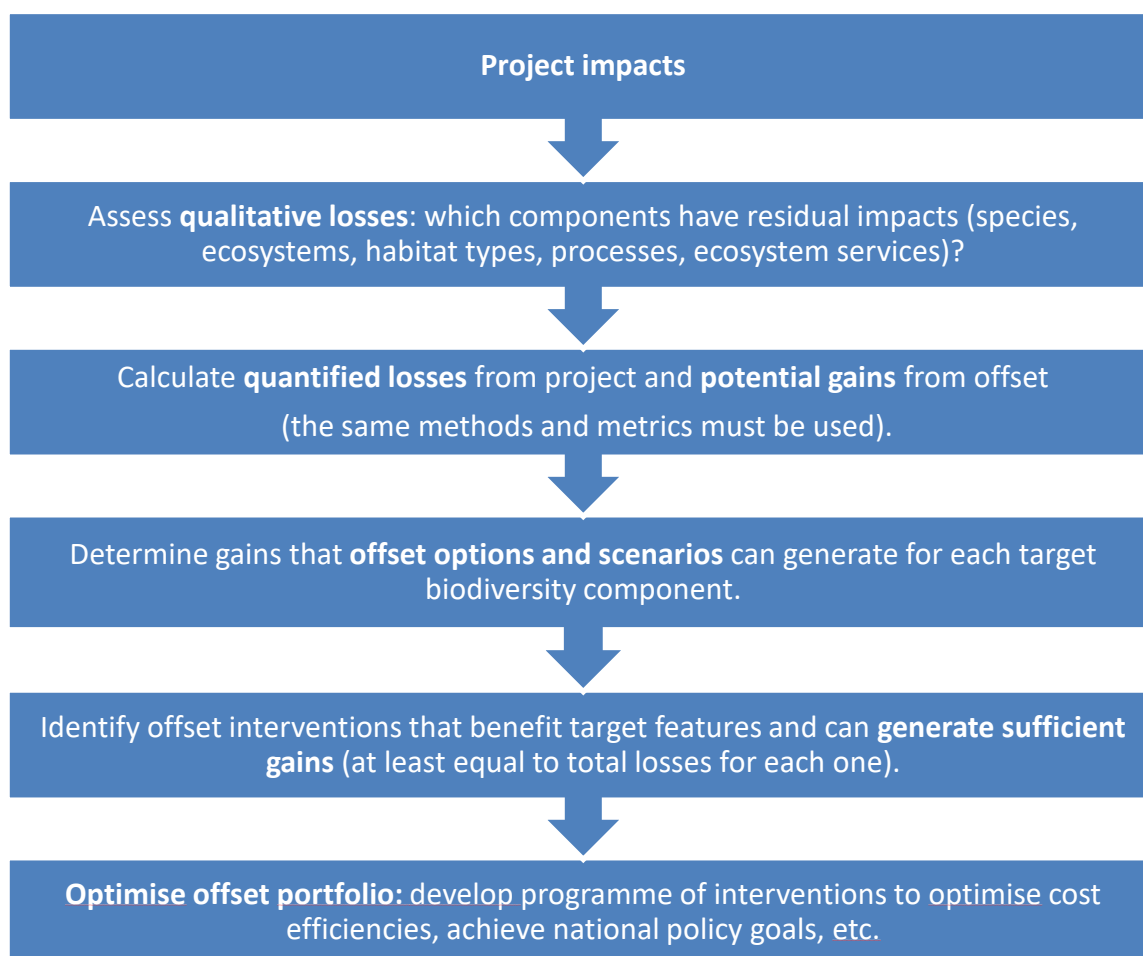 Project impacts
Assess qualitative losses: which components have residual impacts (species,
ecosystems, habitat types, processes, ecosystem services)?
Calculate quantified losses from project and potential gains from offset
(the same methods and metrics must be used).
Determine gains that offset options and scenarios can generate for each target
biodiversity component.
Identify offset interventions that benefit target features and can generate sufficient
gains (at least equal to total losses for each one).
Optimise offset portfolio: develop programme of interventions to optimise cost
efficiencies, achieve national policy goals, etc.